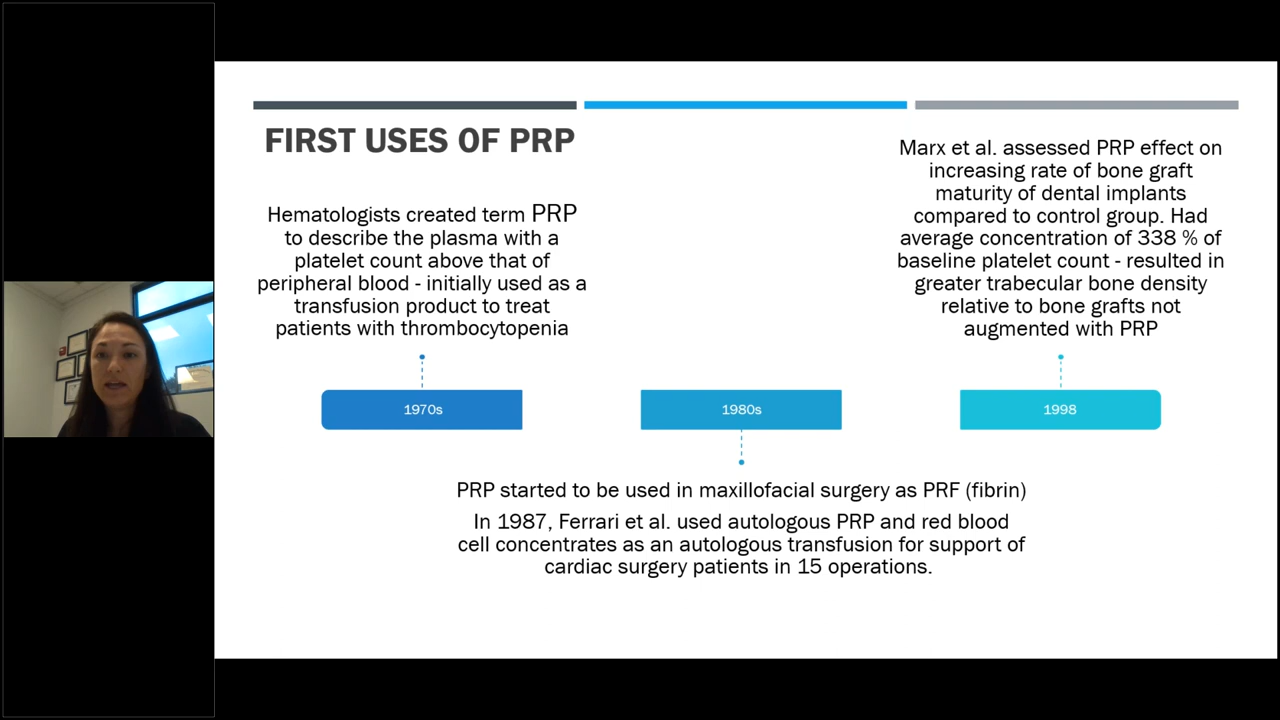 FIRST USES OF PRP
Hematologists created term PRP
to describe the plasma with a
platelet count above that of
peripheral blood - initially used as a
transfusion product to treat
patients with thrombocytopenia
1970s
1980s
PRP started to be used in maxillofacial surgery as PRF (fibrin)
In 1987, Ferrari et al. used autologous PRP and red blood
cell concentrates as an autologous transfusion for support of
cardiac surgery patients in 15 operations.
Marx et al. assessed PRP effect on
increasing rate of bone graft
maturity of dental implants
compared to control group. Had
average concentration of 338 % of
baseline platelet count - resulted in
greater trabecular bone density
relative to bone grafts not
augmented with PRP
1998